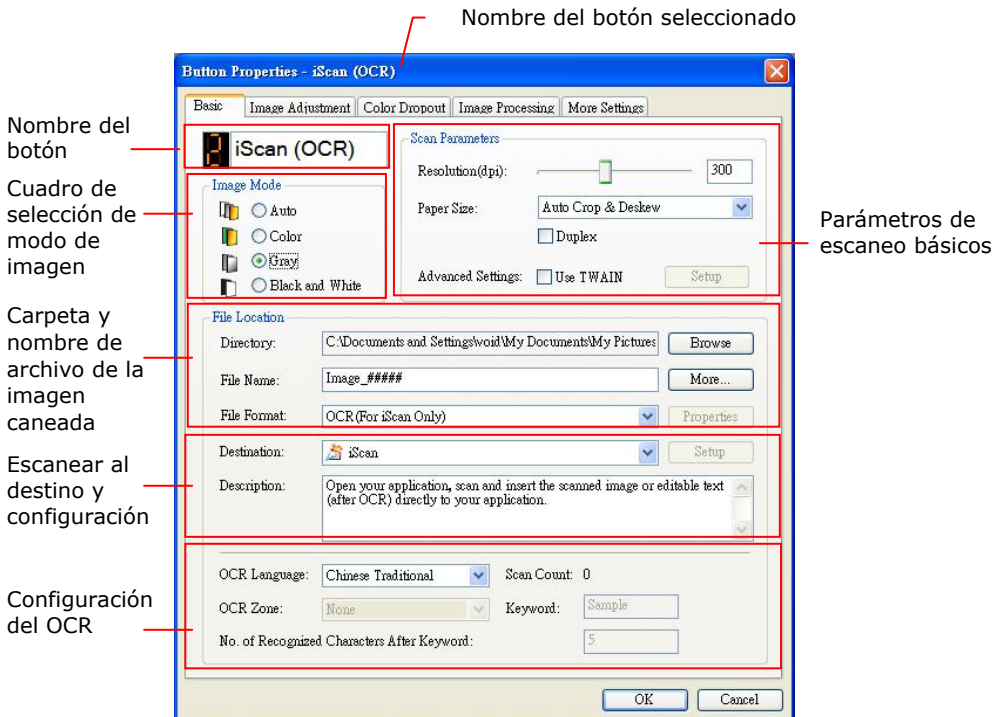 Nombre del botón seleccionado
Button Properties - iScan (OCR)
Basic Image Adjustment Color Dropout Image Processing More Settings
Nombre del
botón
2 iScan (OCR)
Scan Parameters
Resolution(dpi): 300
Paper Size: Auto Crop & Deskew
Duplex
Advanced Settings: Use TWAIN Setup
Cuadro de
selección de
modo de
imagen
Image Mode
Auto
Color
Gray
Black and White
Parámetros de
escaneo básicos
Carpeta y
nombre de
archivo de la
imagen
caneada
File Location
Directory: C:\Documents and Settings\void\My Documents\My Pictures Browse
File Name: Image_##### More...
File Format: OCR(For iScan Only) Properties
Escanear al
destino y
configuración
Destination: iScan Setup
Description: Open your application, scan and insert the scanned image or editable text
(after OCR) directly to your application.
Configuración
del OCR
OCR Language: Chinese Traditional Scan Count: 0
OCR Zone: None Keyword: Sample
No. of Recognized Characters After Keyword: 5
OK Cancel